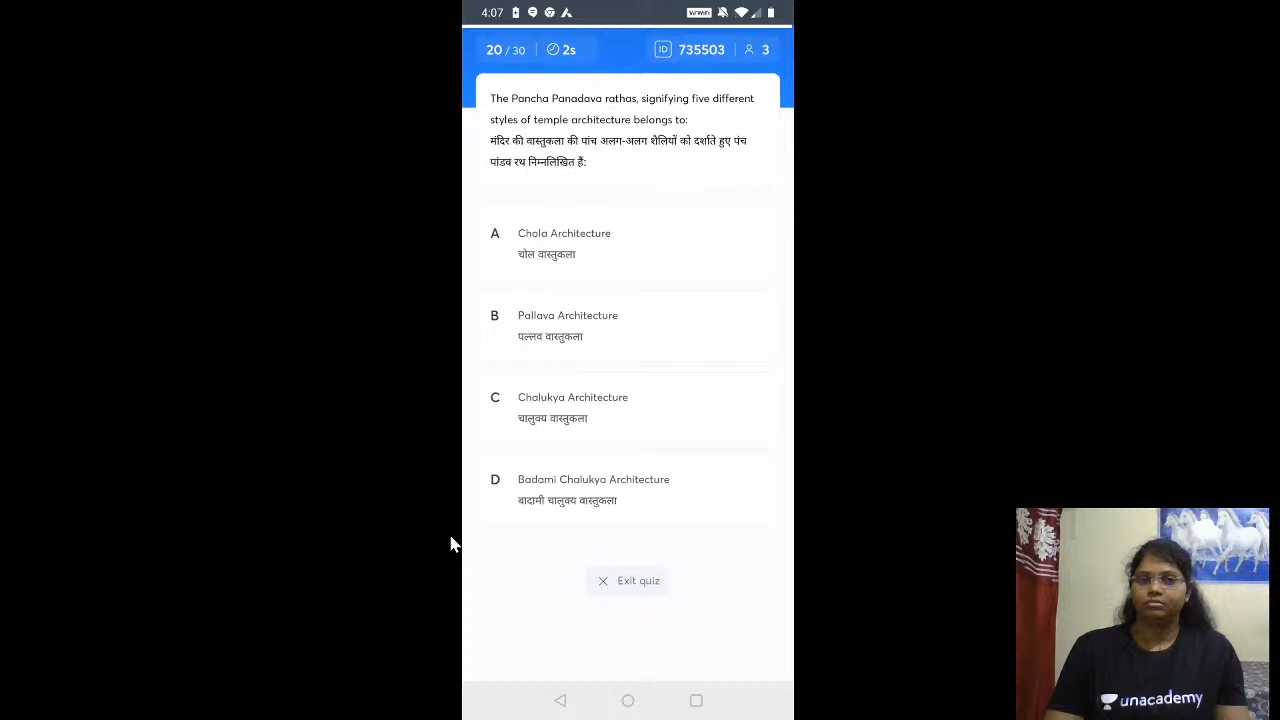 4:07
20 / 30 2s ID 735503 3
The Pancha Panadava rathas, signifying five different
styles of temple architecture belongs to:
मंदिर की वास्तुकला की पांच अलग-अलग शैलियों को दर्शाते हुए पंच
पांडव रथ निम्नलिखित हैं:
A Chola Architecture
चोल वास्तुकला
B Pallava Architecture
पल्लव वास्तुकला
C Chalukya Architecture
चालुक्य वास्तुकला
D Badami Chalukya Architecture
बादामी चालुक्य वास्तुकला
Exit quiz
unacademy